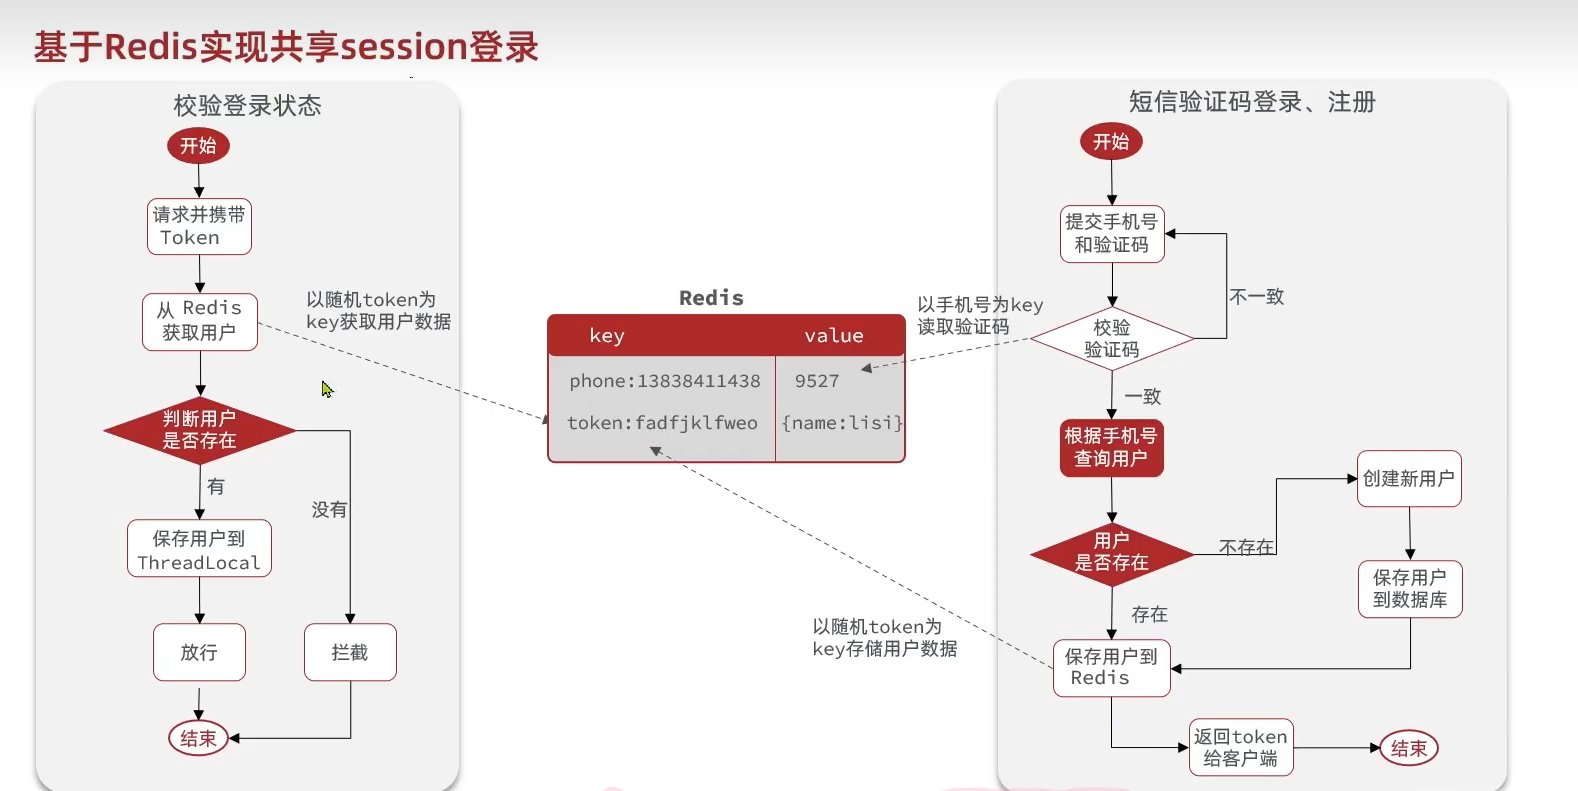 基于Redis实现共享session登录
校验登录状态
开始
请求并携带
Token
从 Redis
获取用户
以随机token为
key获取用户数据
判断用户
是否存在
有
没有
保存用户到
ThreadLocal
放行
拦截
结束
Redis
key value
phone:13838411438 9527
token:fadfjklfweo {name:lisi}
以手机号为key
读取验证码
以随机token为
key存储用户数据
短信验证码登录、注册
开始
提交手机号
和验证码
不一致
校验
验证码
一致
根据手机号
查询用户
创建新用户
用户
是否存在
不存在
保存用户
到数据库
存在
保存用户到
Redis
返回token
给客户端
结束